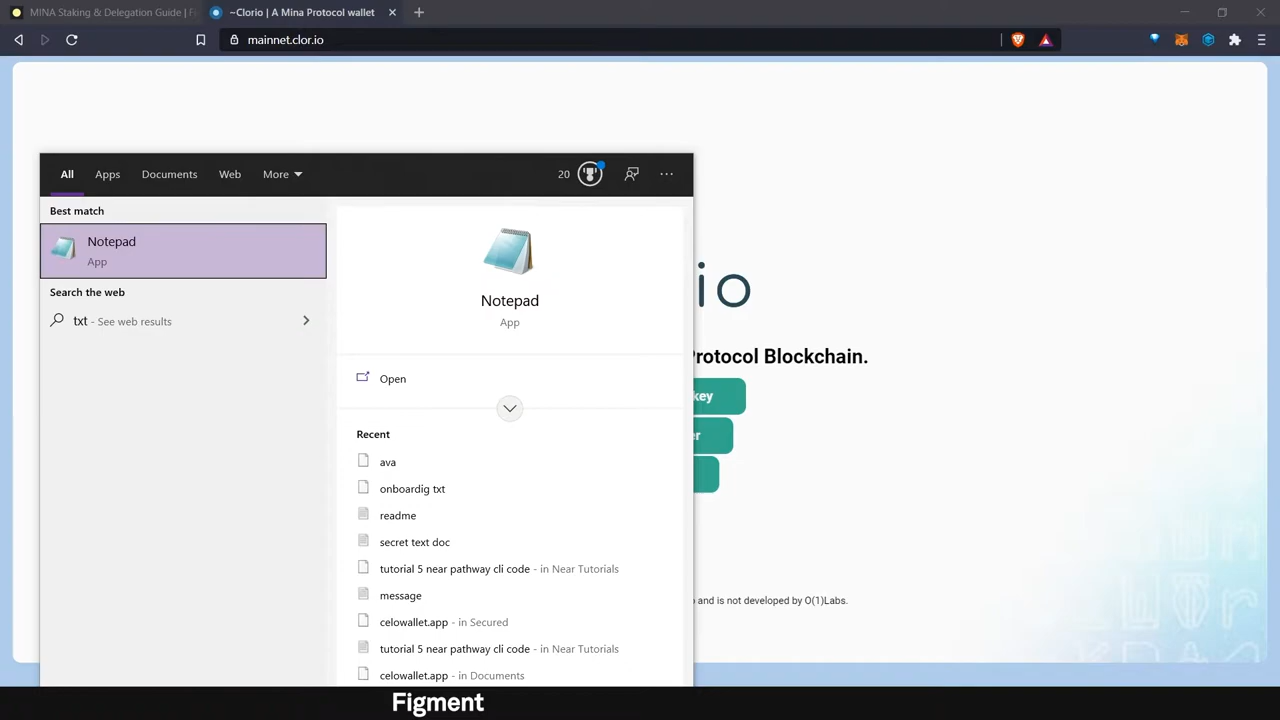 MINA Staking & Delegation Guide | F
~Clorio | A Mina Protocol wallet
mainnet.clor.io
All
Apps
Documents
Web
More
20
Best match
Notepad
App
Search the web
txt - See web results
Notepad
App
Open
Recent
ava
onboardig txt
readme
secret text doc
tutorial 5 near pathway cli code - in Near Tutorials
message
celowallet.app - in Secured
tutorial 5 near pathway cli code - in Near Tutorials
celowallet.app - in Documents
io
Protocol Blockchain.
key
er
and is not developed by O(1)Labs.
Figment